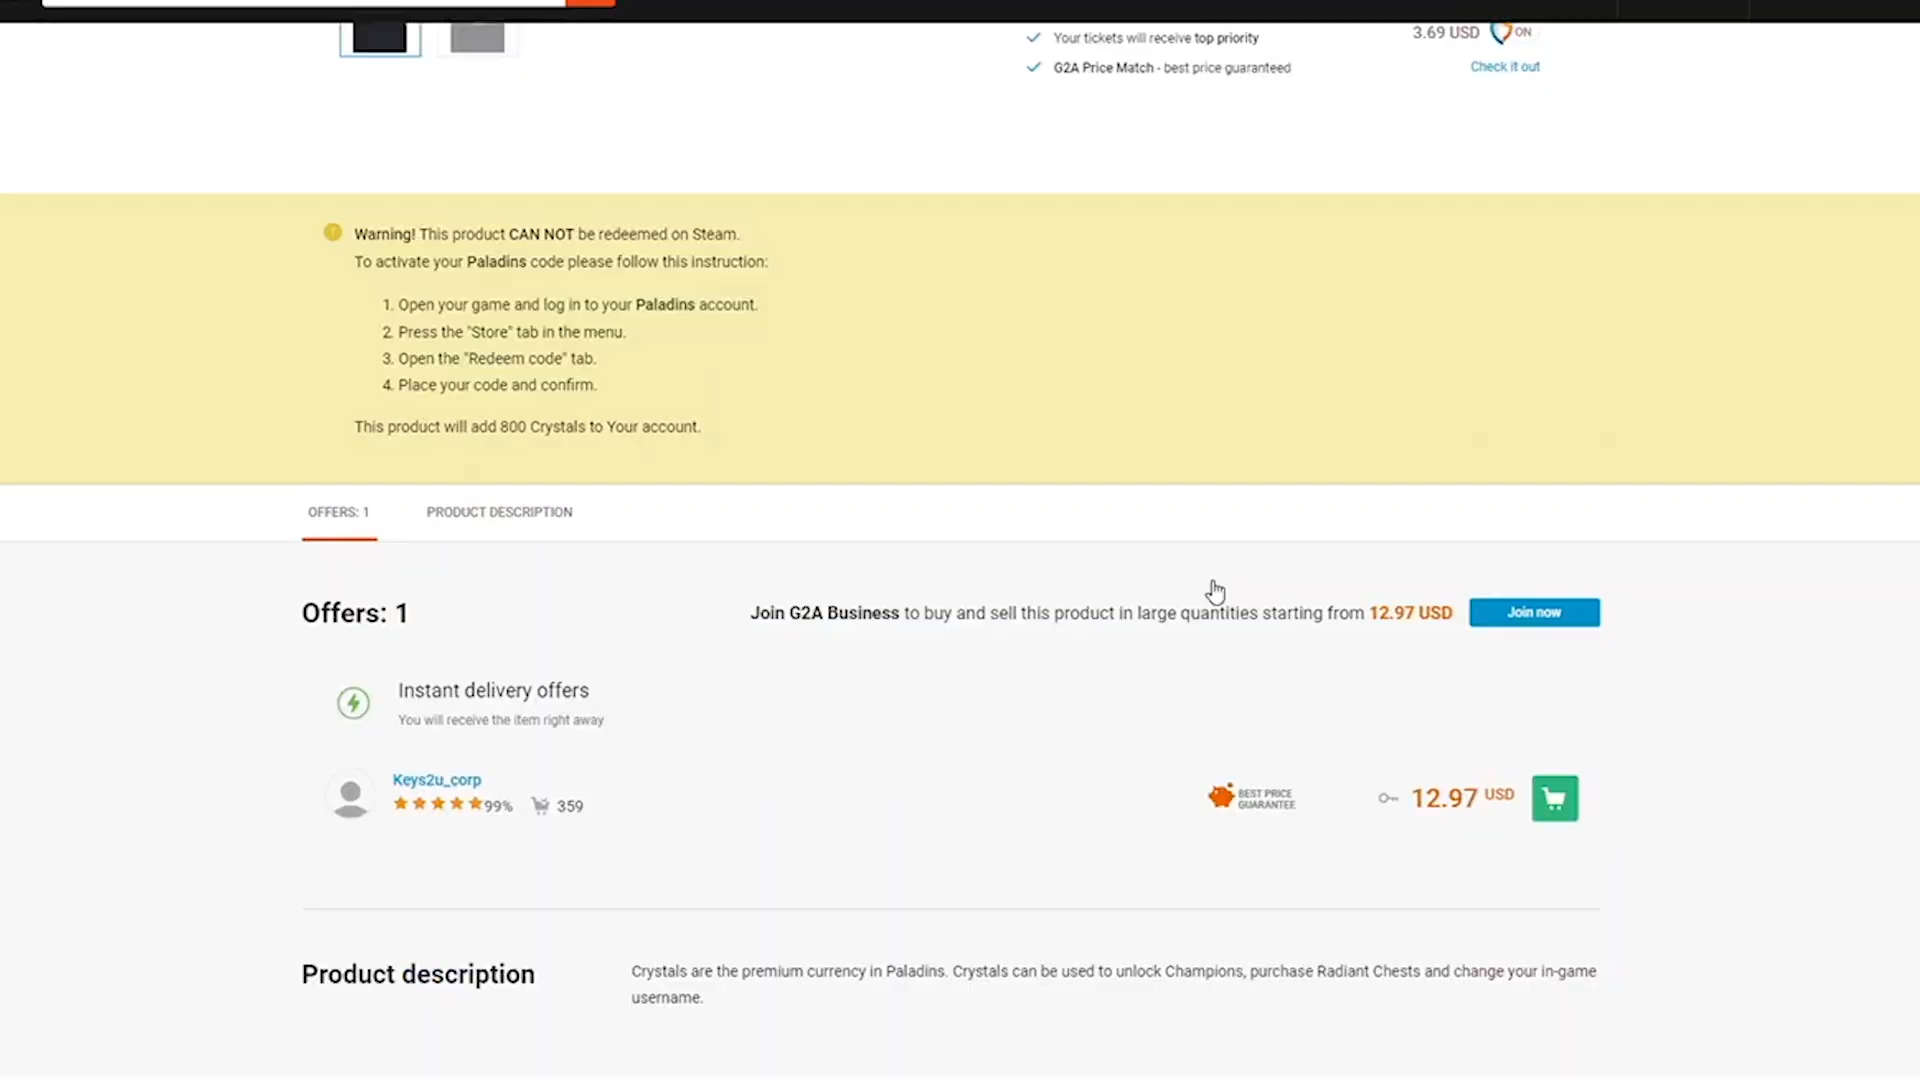 Your tickets will receive top priority
3.69 USD ON
G2A Price Match - best price guaranteed
Check it out
Warning! This product CAN NOT be redeemed on Steam.
To activate your Paladins code please follow this instruction:
1. Open your game and log in to your Paladins account.
2. Press the "Store" tab in the menu.
3. Open the "Redeem code" tab.
4. Place your code and confirm.
This product will add 800 Crystals to Your account.
OFFERS: 1 PRODUCT DESCRIPTION
Offers: 1
Join G2A Business to buy and sell this product in large quantities starting from 12.97 USD
Join now
Instant delivery offers
You will receive the item right away
Keys2u_corp
99% 359
BEST PRICE
GUARANTEE
12.97 USD
Product description
Crystals are the premium currency in Paladins. Crystals can be used to unlock Champions, purchase Radiant Chests and change your in-game
username.